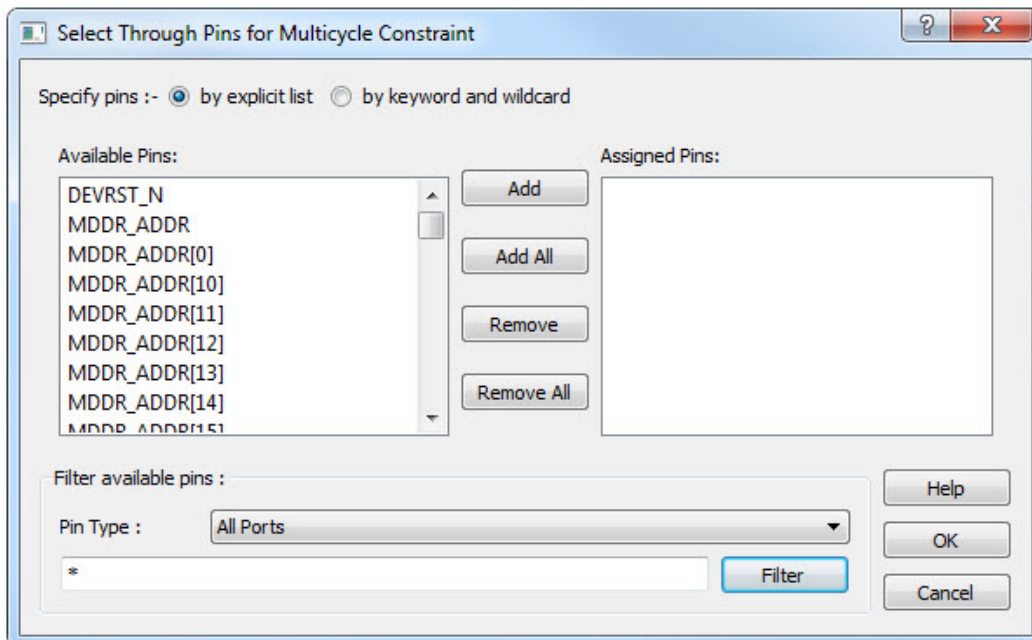 Select Through Pins for Multicycle Constraint
Specify pins :- by explicit list by keyword and wildcard
Available Pins:
Assigned Pins:
DEVRST_N
MDDR_ADDR
MDDR_ADDR[0]
MDDR_ADDR[10]
MDDR_ADDR[11]
MDDR_ADDR[12]
MDDR_ADDR[13]
MDDR_ADDR[14]
MDDR_ADDR[15]
Add
Add All
Remove
Remove All
Filter available pins :
Pin Type : All Ports
*
Filter
Help
OK
Cancel